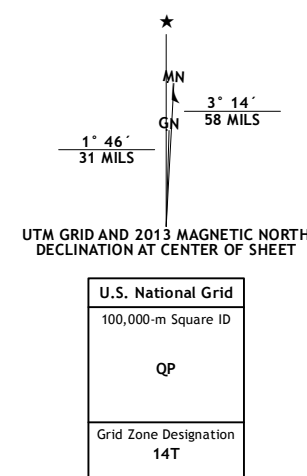 ★
MN
GN
3° 14´
58 MILS
1° 46´
31 MILS
UTM GRID AND 2013 MAGNETIC NORTH
DECLINATION AT CENTER OF SHEET
U.S. National Grid
100,000-m Square ID
QP
Grid Zone Designation
14T